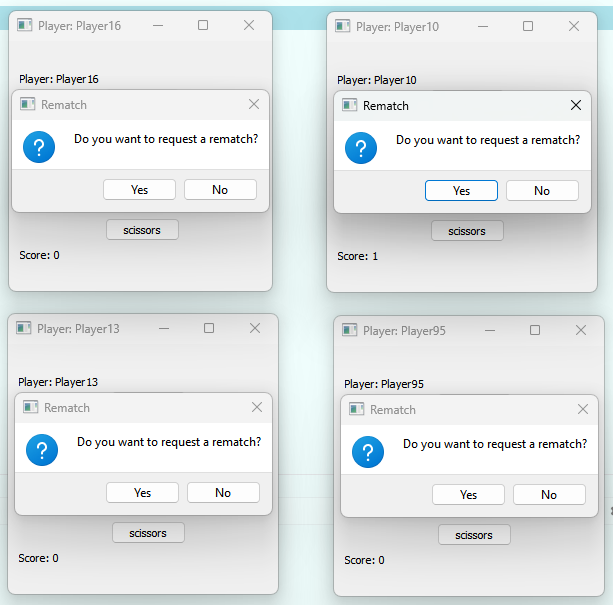 Player: Player16
Player: Player16
Rematch
Do you want to request a rematch?
Yes No
scissors
Score: 0
Player: Player10
Player: Player10
Rematch
Do you want to request a rematch?
Yes No
scissors
Score: 1
Player: Player13
Player: Player13
Rematch
Do you want to request a rematch?
Yes No
scissors
Score: 0
Player: Player95
Player: Player95
Rematch
Do you want to request a rematch?
Yes No
scissors
Score: 0